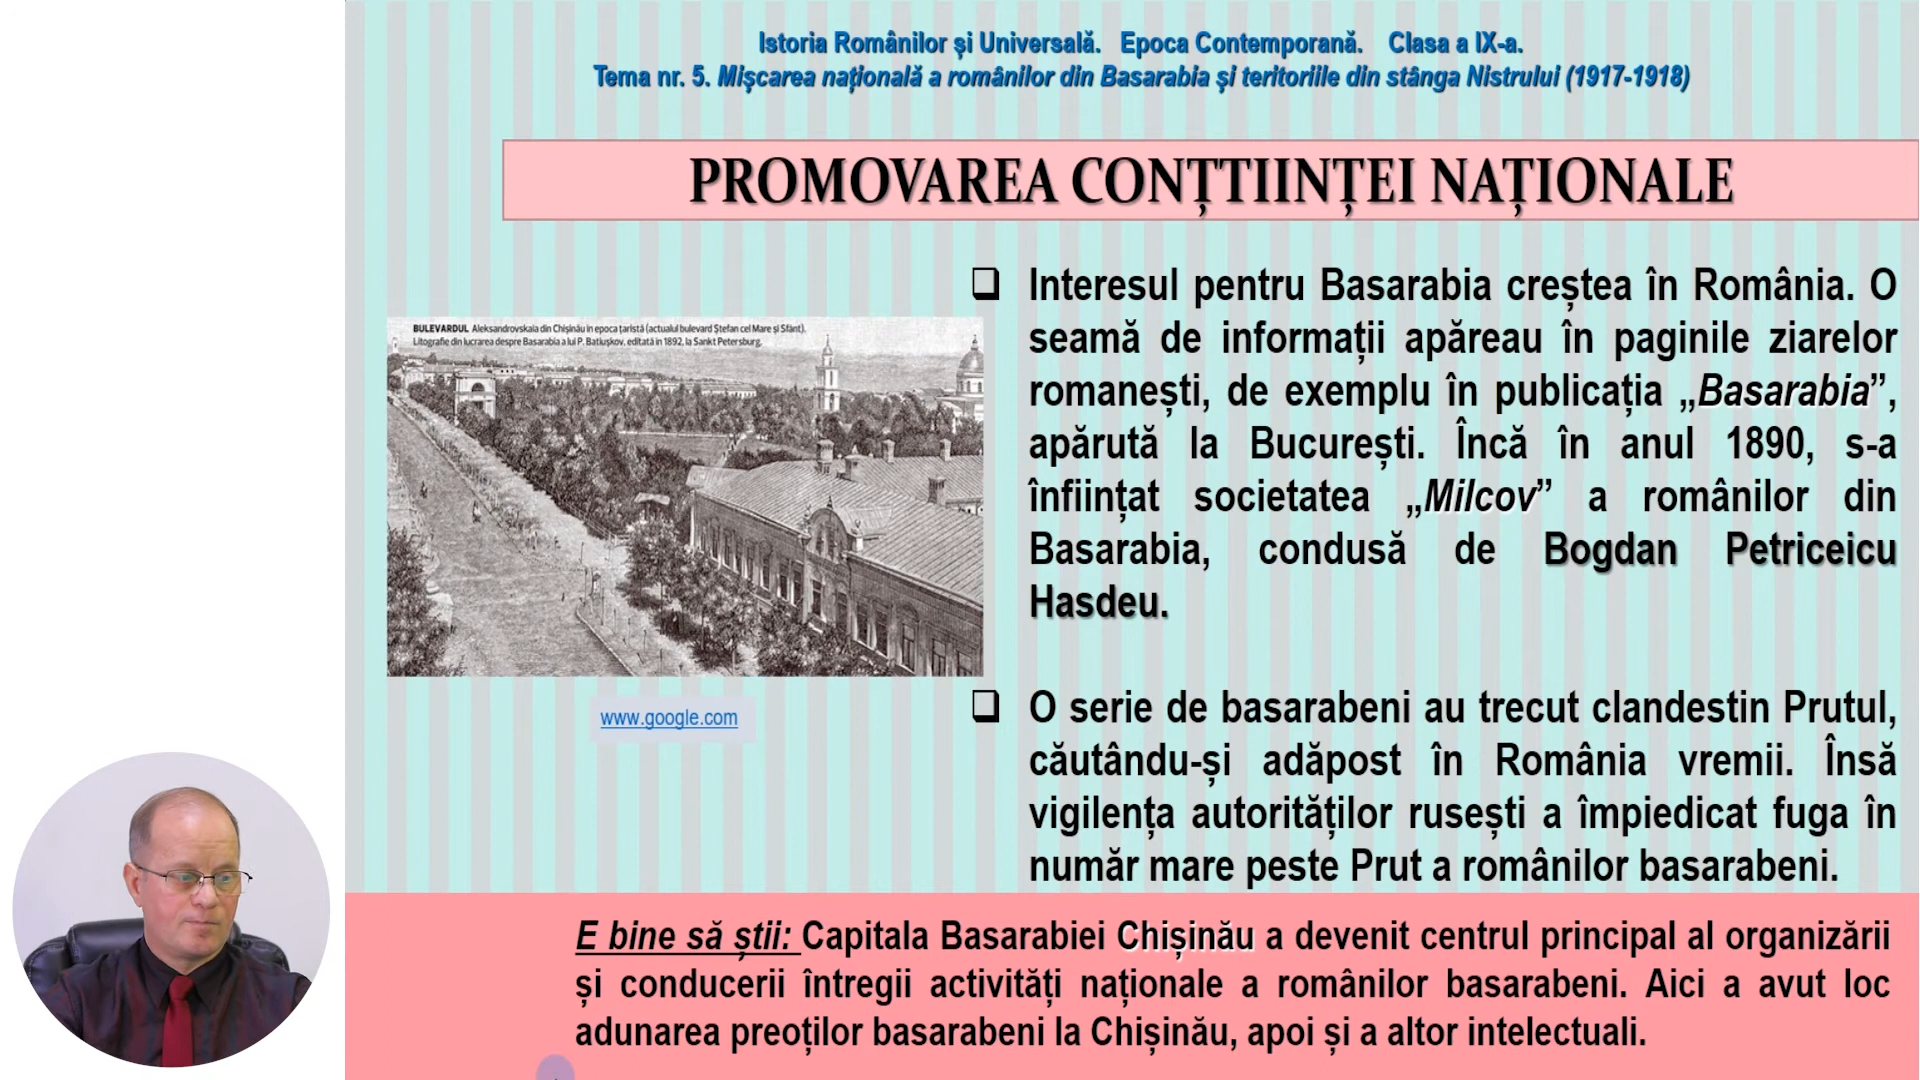 Istoria Românilor și Universală. Epoca Contemporană. Clasa a IX-a.
Tema nr. 5. Mișcarea națională a românilor din Basarabia și teritoriile din stânga Nistrului (1917-1918)
PROMOVAREA CONȚTIINȚEI NAȚIONALE
BULEVARDUL Aleksandrovskaia din Chișinău în epoca țaristă (actualul bulevard Ștefan cel Mare și Sfânt).
Litografie din lucrarea despre Basarabia a lui P. Batiușkov, editată în 1892, la Sankt Petersburg.
www.google.com
❑ Interesul pentru Basarabia creștea în România. O
seamă de informații apăreau în paginile ziarelor
romanești, de exemplu în publicația „Basarabia”,
apărută la București. Încă în anul 1890, s-a
înființat societatea „Milcov” a românilor din
Basarabia, condusă de Bogdan Petriceicu
Hasdeu.
❑ O serie de basarabeni au trecut clandestin Prutul,
căutându-și adăpost în România vremii. Însă
vigilența autorităților rusești a împiedicat fuga în
număr mare peste Prut a românilor basarabeni.
E bine să știi: Capitala Basarabiei Chișinău a devenit centrul principal al organizării
și conducerii întregii activități naționale a românilor basarabeni. Aici a avut loc
adunarea preoților basarabeni la Chișinău, apoi și a altor intelectuali.